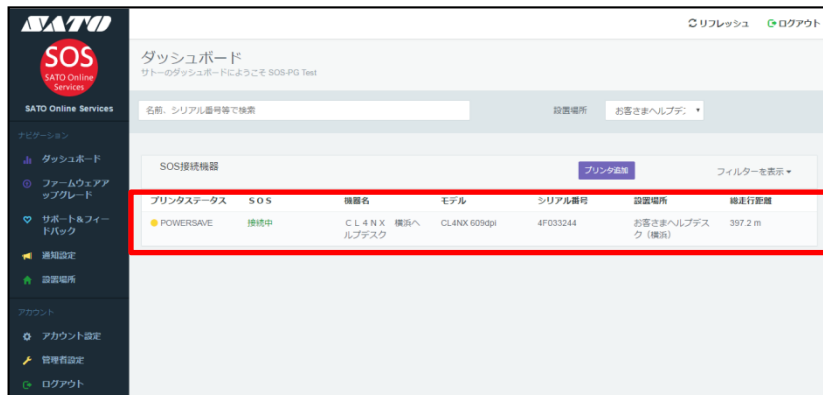 SATO
リフレッシュ ログアウト
SOS
SATO Online
Services
SATO Online Services
ダッシュボード
サトーのダッシュボードにようこそ SOS-PG Test
名前、シリアル番号等で検索
設置場所 お客さまヘルプデ:
ナビゲーション
ダッシュボード
ファームウェアア
ップグレード
サポート&フィー
ドバック
通知設定
設置場所
アカウント
アカウント設定
管理者設定
ログアウト
SOS接続機器
プリンタ追加
フィルターを表示
プリンタステータス SOS 機器名 モデル シリアル番号 設置場所 総走行距離
POWERSAVE 接続中 CL4NX 横浜ヘ CL4NX 609dpi 4F033244 お客さまヘルプデス 397.2 m
ルプデスク ク（横浜）